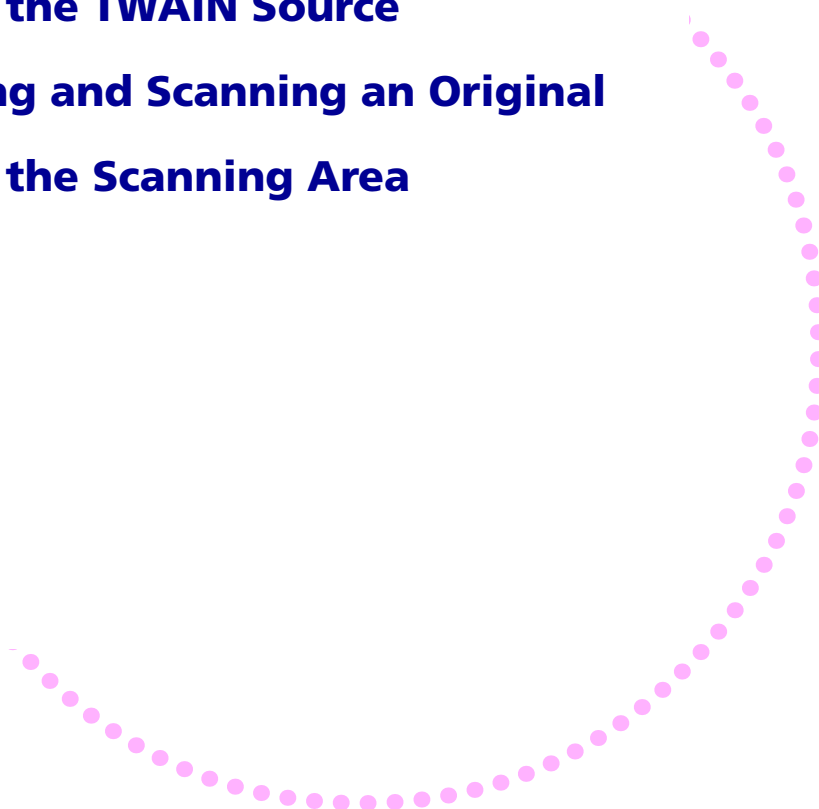 the TWAIN Source
ng and Scanning an Original
the Scanning Area